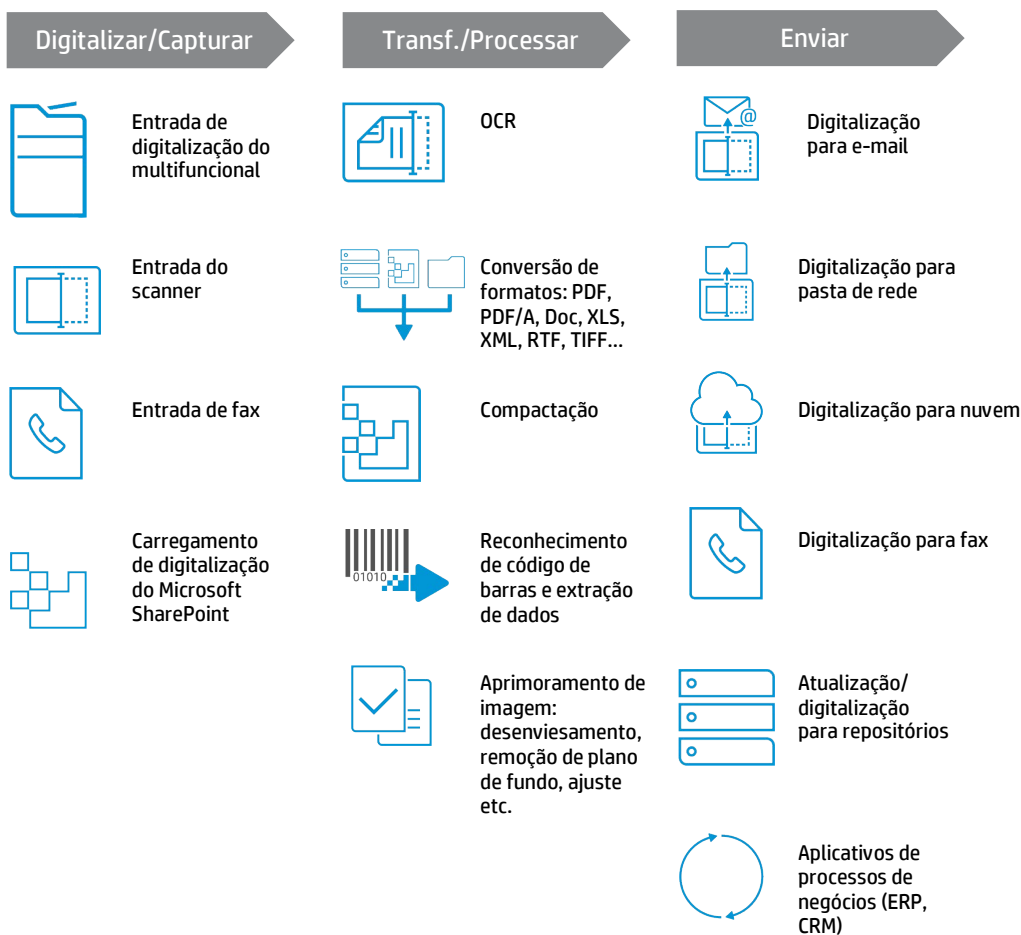 Digitalizar/Capturar
Entrada de
digitalização do
multifuncional
Entrada do
scanner
Entrada de fax
Carregamento
de digitalização
do Microsoft
SharePoint
Transf./Processar
OCR
Conversão de
formatos: PDF,
PDF/A, Doc, XLS,
XML, RTF, TIFF...
Compactação
01010
Reconhecimento
de código de
barras e extração
de dados
Aprimoramento de
imagem:
desenviesamento,
remoção de plano
de fundo, ajuste
etc.
Enviar
@
Digitalização
para e-mail
Digitalização para
pasta de rede
Digitalização para nuvem
Digitalização para fax
Atualização/
digitalização
para repositórios
Aplicativos de
processos de
negócios (ERP,
CRM)